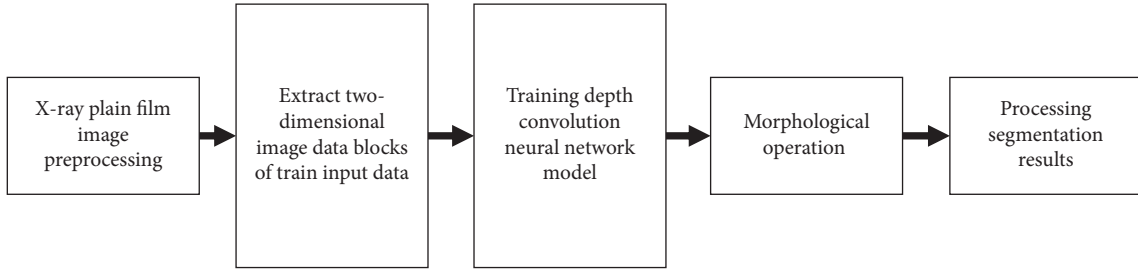 X-ray plain film
image
preprocessing
Extract two-
dimensional
image data blocks
of train input data
Training depth
convolution
neural network
model
Morphological
operation
Processing
segmentation
results